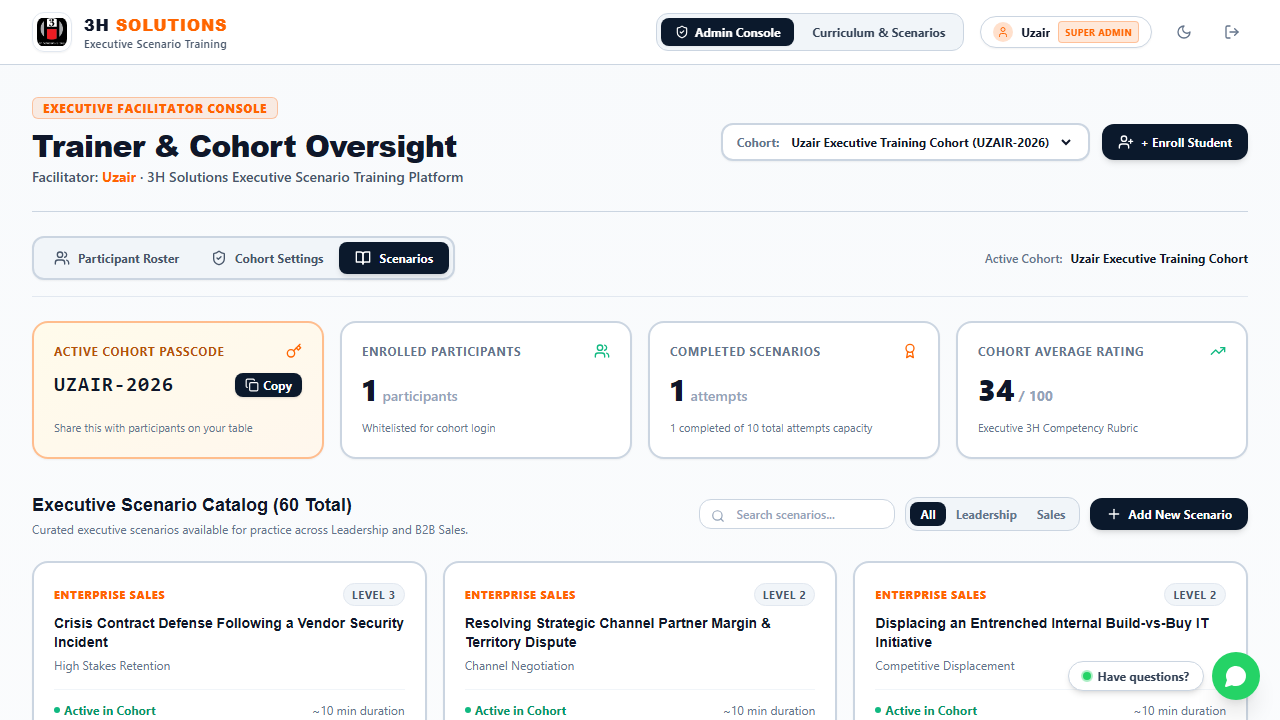 3H SOLUTIONS
Executive Scenario Training
Admin Console
Curriculum & Scenarios
Uzair
SUPER ADMIN
EXECUTIVE FACILITATOR CONSOLE
Trainer & Cohort Oversight
Facilitator: Uzair · 3H Solutions Executive Scenario Training Platform
Cohort: Uzair Executive Training Cohort (UZAIR-2026)
+ Enroll Student
Participant Roster
Cohort Settings
Scenarios
Active Cohort: Uzair Executive Training Cohort
ACTIVE COHORT PASSCODE
UZAIR-2026
Copy
Share this with participants on your table
ENROLLED PARTICIPANTS
1 participants
Whitelisted for cohort login
COMPLETED SCENARIOS
1 attempts
1 completed of 10 total attempts capacity
COHORT AVERAGE RATING
34 / 100
Executive 3H Competency Rubric
Executive Scenario Catalog (60 Total)
Curated executive scenarios available for practice across Leadership and B2B Sales.
Search scenarios...
All
Leadership
Sales
Add New Scenario
ENTERPRISE SALES
LEVEL 3
Crisis Contract Defense Following a Vendor Security
Incident
High Stakes Retention
Active in Cohort
~10 min duration
ENTERPRISE SALES
LEVEL 2
Resolving Strategic Channel Partner Margin &
Territory Dispute
Channel Negotiation
Active in Cohort
~10 min duration
ENTERPRISE SALES
LEVEL 2
Displacing an Entrenched Internal Build-vs-Buy IT
Initiative
Competitive Displacement
Active in Cohort
~10 min duration
Have questions?